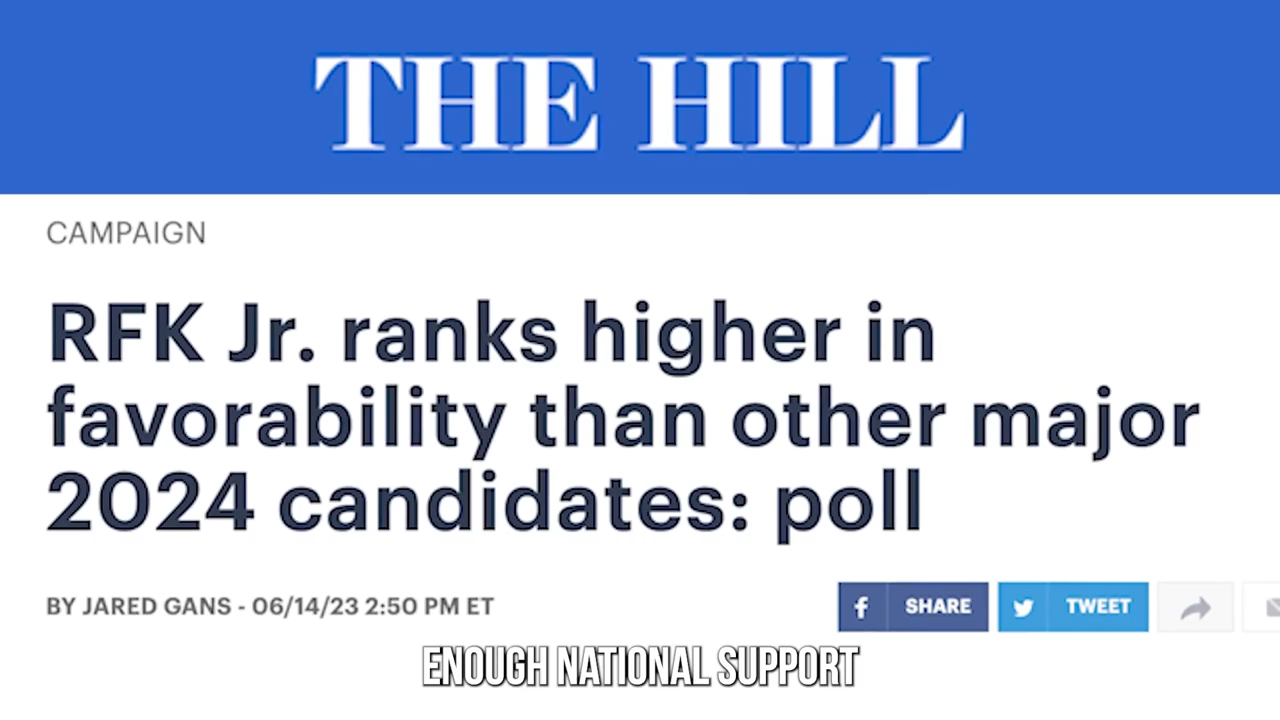 THE HILL
CAMPAIGN
RFK Jr. ranks higher in
favorability than other major
2024 candidates: poll
BY JARED GANS - 06/14/23 2:50 PM ET
f SHARE
TWEET
ENOUGH NATIONAL SUPPORT